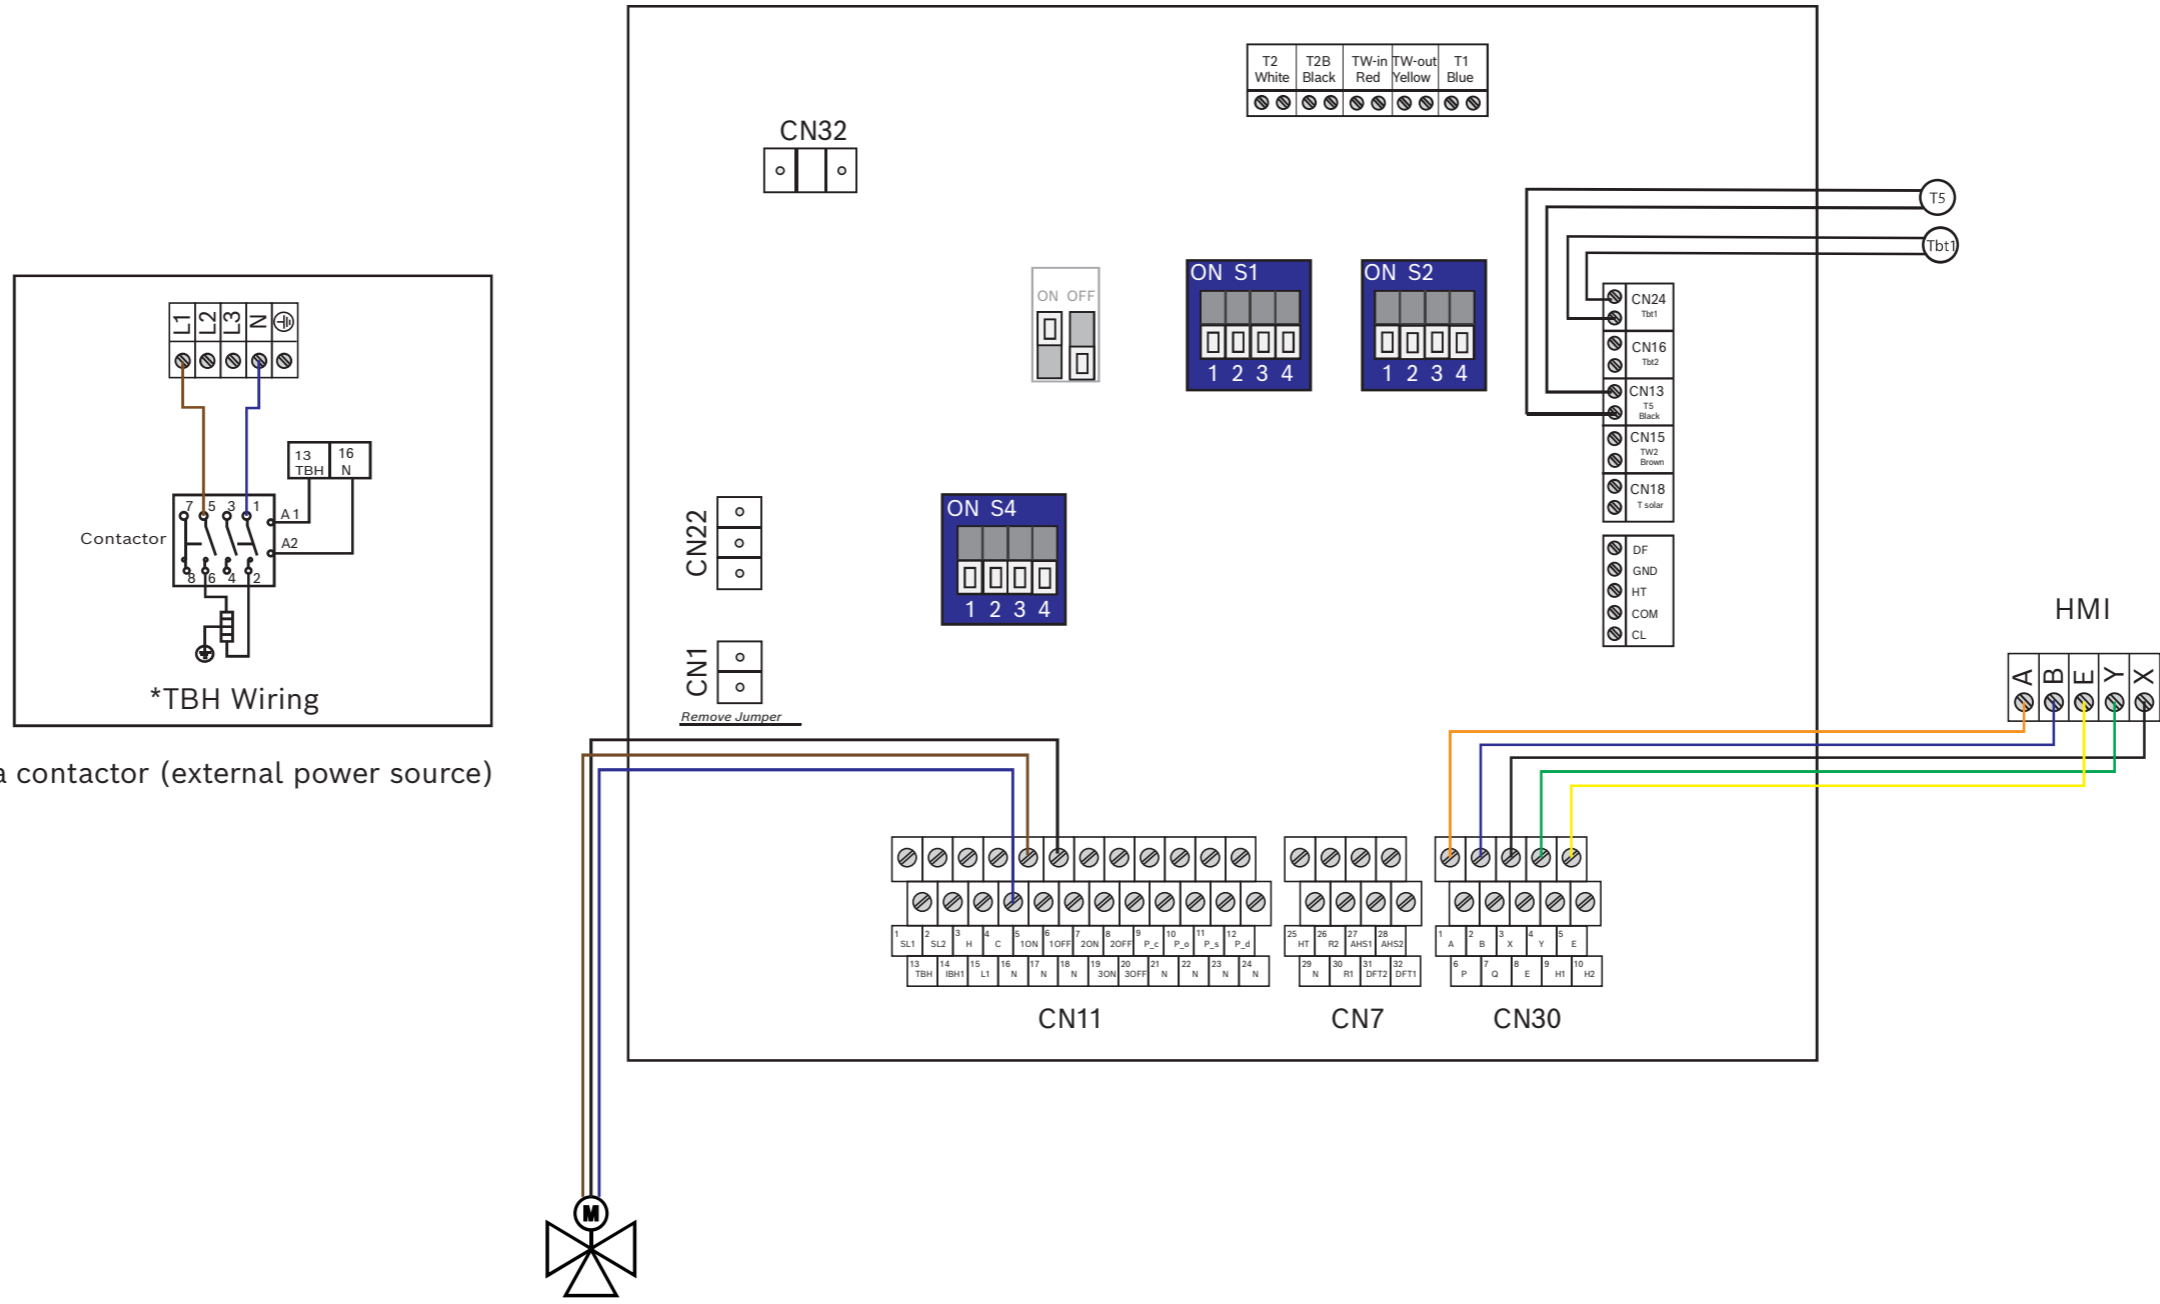 T2 T2B TW-in TW-out T1
White Black Red Yellow Blue
CN32
T5
Tbt1
ON OFF
ON S1
1 2 3 4
ON S2
1 2 3 4
CN24
Tbt1
CN16
Tbt2
CN13
T5
Black
CN15
TW2
Brown
CN18
T solar
DF
GND
HT
COM
CL
L1 L2 L3 N
13 16
TBH N
7 5 3 1
A1
A2
Contactor
8 6 4 2
*TBH Wiring
a contactor (external power source)
CN22
ON S4
1 2 3 4
CN1
Remove Jumper
HMI
A B E Y X
1 2 3 4 5 6 7 8 9 10 11 12
SL1 SL2 H C 1ON 1OFF 2ON 2OFF P_c P_o P_s P_d
13 14 15 16 17 18 19 20 21 22 23 24
TBH IBH1 L1 N N N 3ON 3OFF N N N N
CN11
25 26 27 28
HT R2 AHS1 AHS2
29 30 31 32
N R1 DFT2 DFT1
CN7
1 2 3 4 5
A B X Y E
6 7 8 9 10
P Q E H1 H2
CN30
M